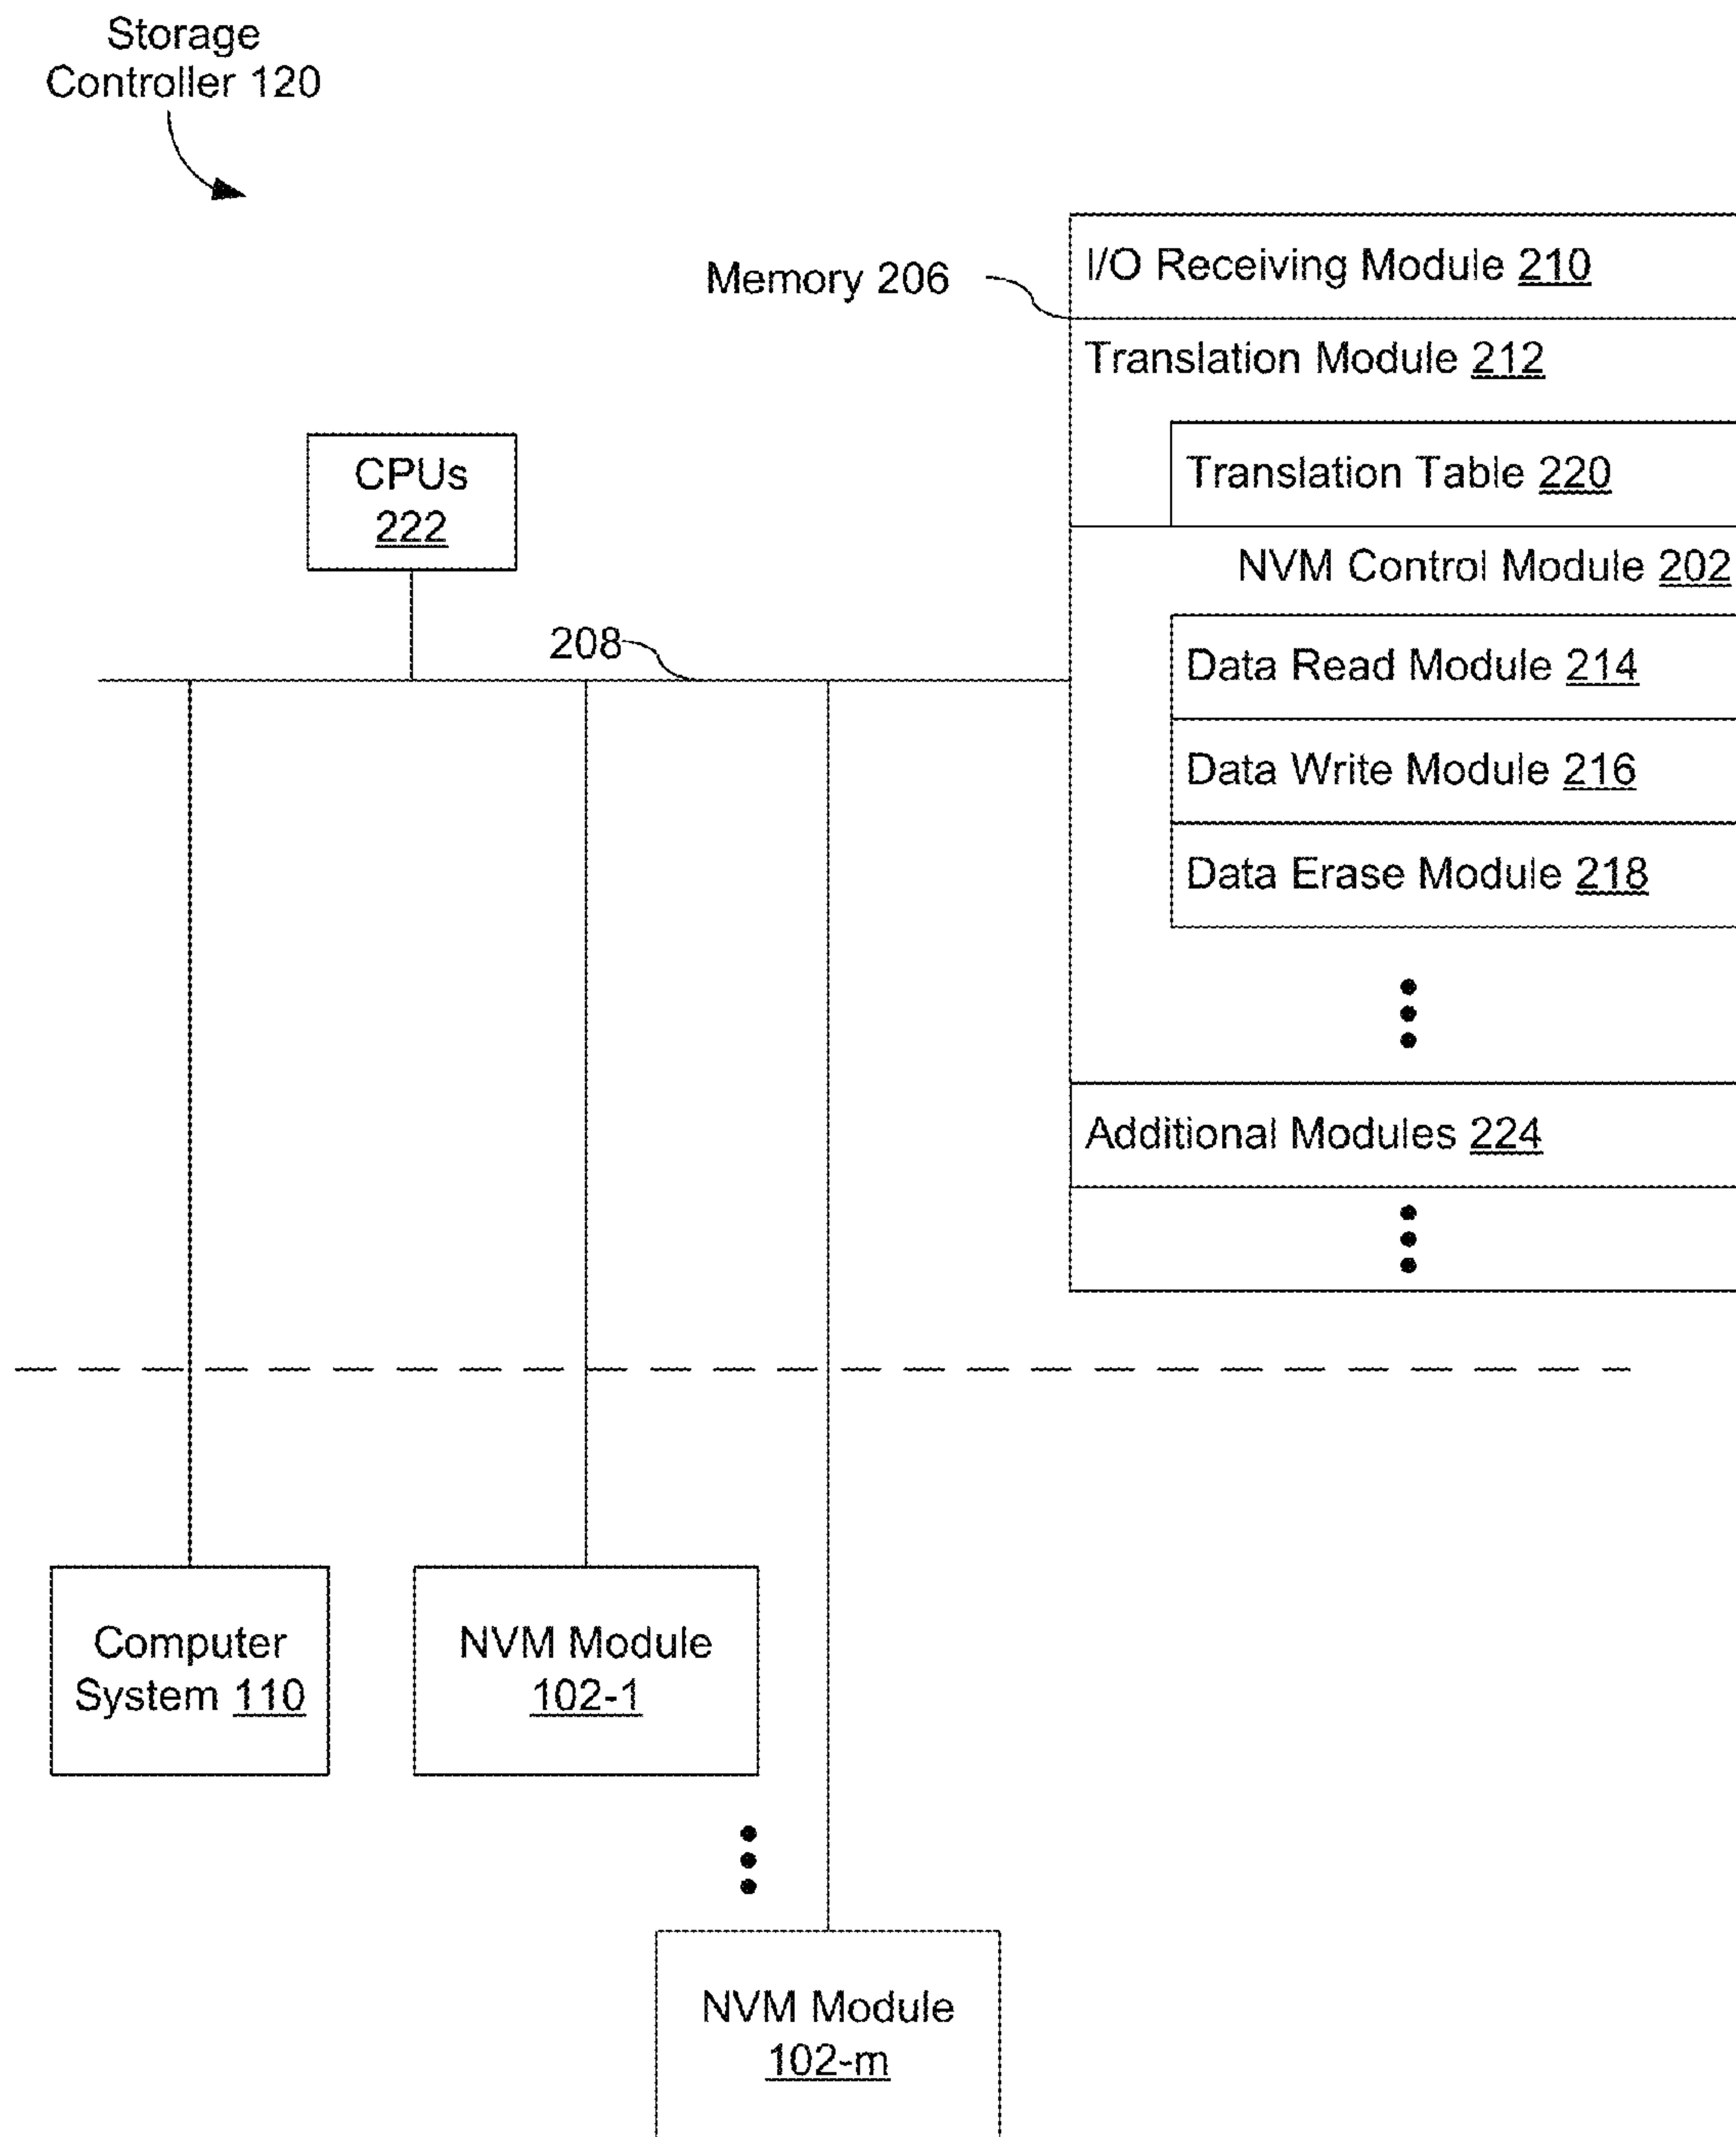 Storage
Controller 120
Memory 206
I/O Receiving Module 210
Translation Module 212
Translation Table 220
CPUs
222
NVM Control Module 202
208
Data Read Module 214
Data Write Module 216
Data Erase Module 218
Additional Modules 224
Computer
System 110
NVM Module
102-1
NVM Module
102-m